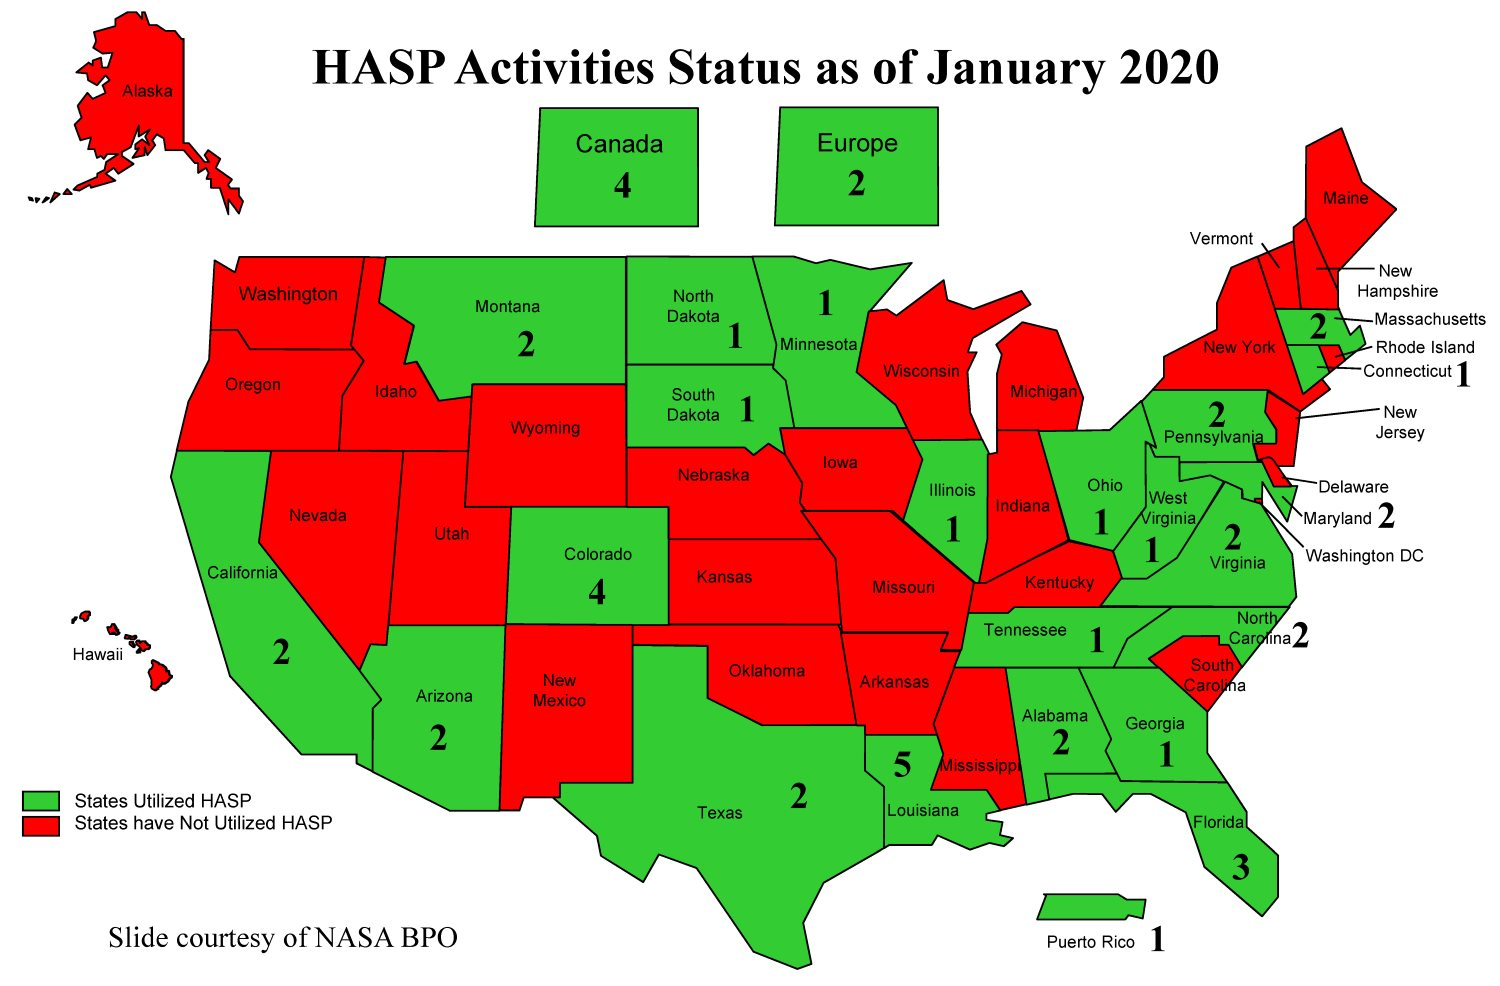 HASP Activities Status as of January 2020
Alaska
Canada
4
Europe
2
Maine
Vermont
New
Hampshire
Massachusetts
2
Rhode Island
Connecticut 1
New York
New
Jersey
Washington
Montana
2
North
Dakota
1
1
Minnesota
Oregon
Idaho
South
Dakota
1
Wisconsin
Michigan
Wyoming
2
Pennsylvania
Nebraska
Iowa
Illinois
1
Indiana
Ohio
1
West
Virginia
1
Delaware
Maryland 2
Washington DC
2
Virginia
Nevada
Utah
Colorado
4
California
2
Kansas
Missouri
Kentucky
Hawaii
Tennessee
1
North
Carolina
2
South
Carolina
Arizona
2
New
Mexico
Oklahoma
Arkansas
Mississippi
Alabama
2
Georgia
1
Texas
2
5
Louisiana
Florida
3
States Utilized HASP
States have Not Utilized HASP
Slide courtesy of NASA BPO
Puerto Rico 1